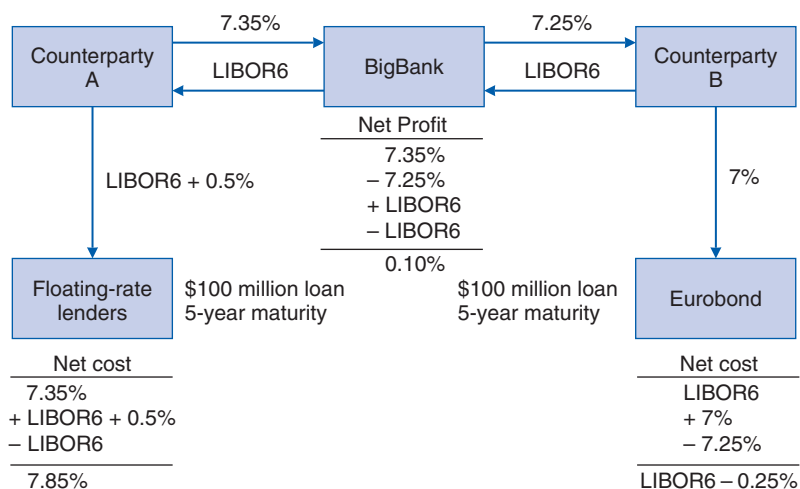 7.35%
7.25%
Counterparty
A
LIBOR6
BigBank
LIBOR6
Counterparty
B
Net Profit
7.35%
– 7.25%
+ LIBOR6
– LIBOR6
0.10%
LIBOR6 + 0.5%
7%
Floating-rate
lenders
$100 million loan
5-year maturity
$100 million loan
5-year maturity
Eurobond
Net cost
7.35%
+ LIBOR6 + 0.5%
– LIBOR6
7.85%
Net cost
LIBOR6
+ 7%
– 7.25%
LIBOR6 – 0.25%